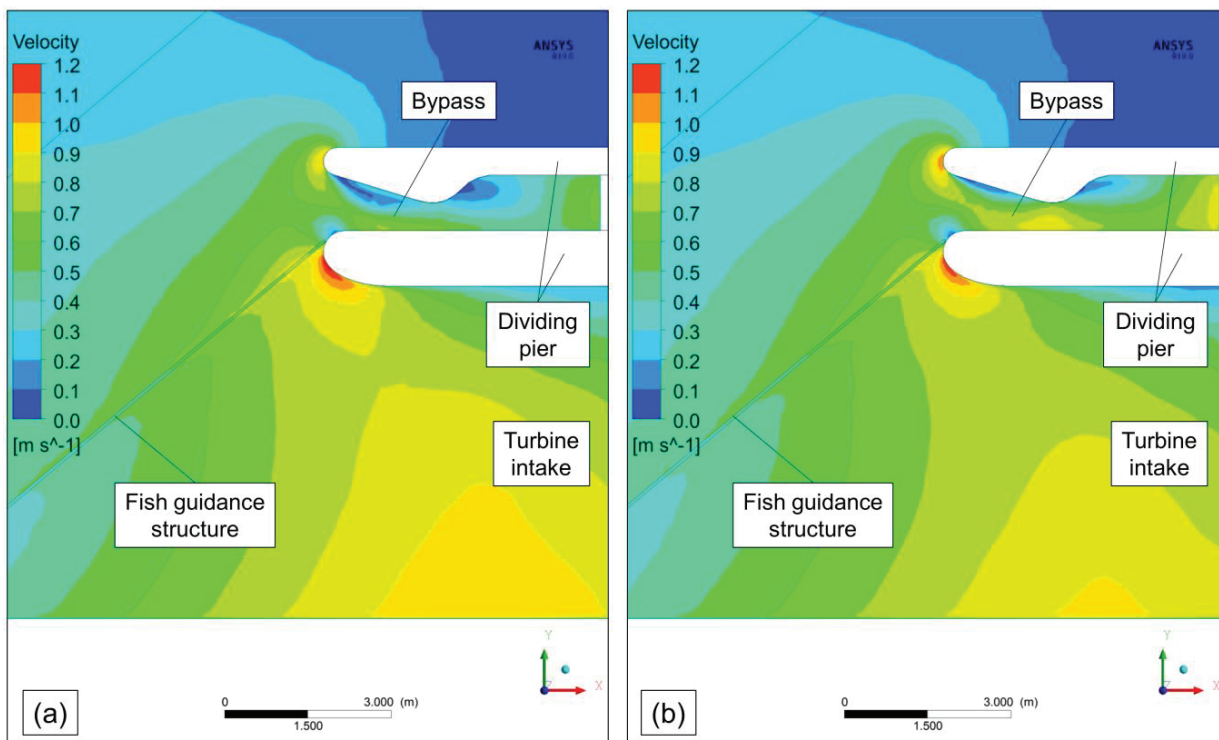 Velocity
1.2
1.1
1.0
0.9
0.8
0.7
0.6
0.5
0.4
0.3
0.2
0.1
0.0
[m s^-1]
ANSYS
Bypass
Dividing
pier
Turbine
intake
Fish guidance
structure
Y
Z
X
0
3.000 (m)
1.500
(a)
Velocity
1.2
1.1
1.0
0.9
0.8
0.7
0.6
0.5
0.4
0.3
0.2
0.1
0.0
[m s^-1]
ANSYS
Bypass
Dividing
pier
Turbine
intake
Fish guidance
structure
Y
Z
X
0
3.000 (m)
1.500
(b)